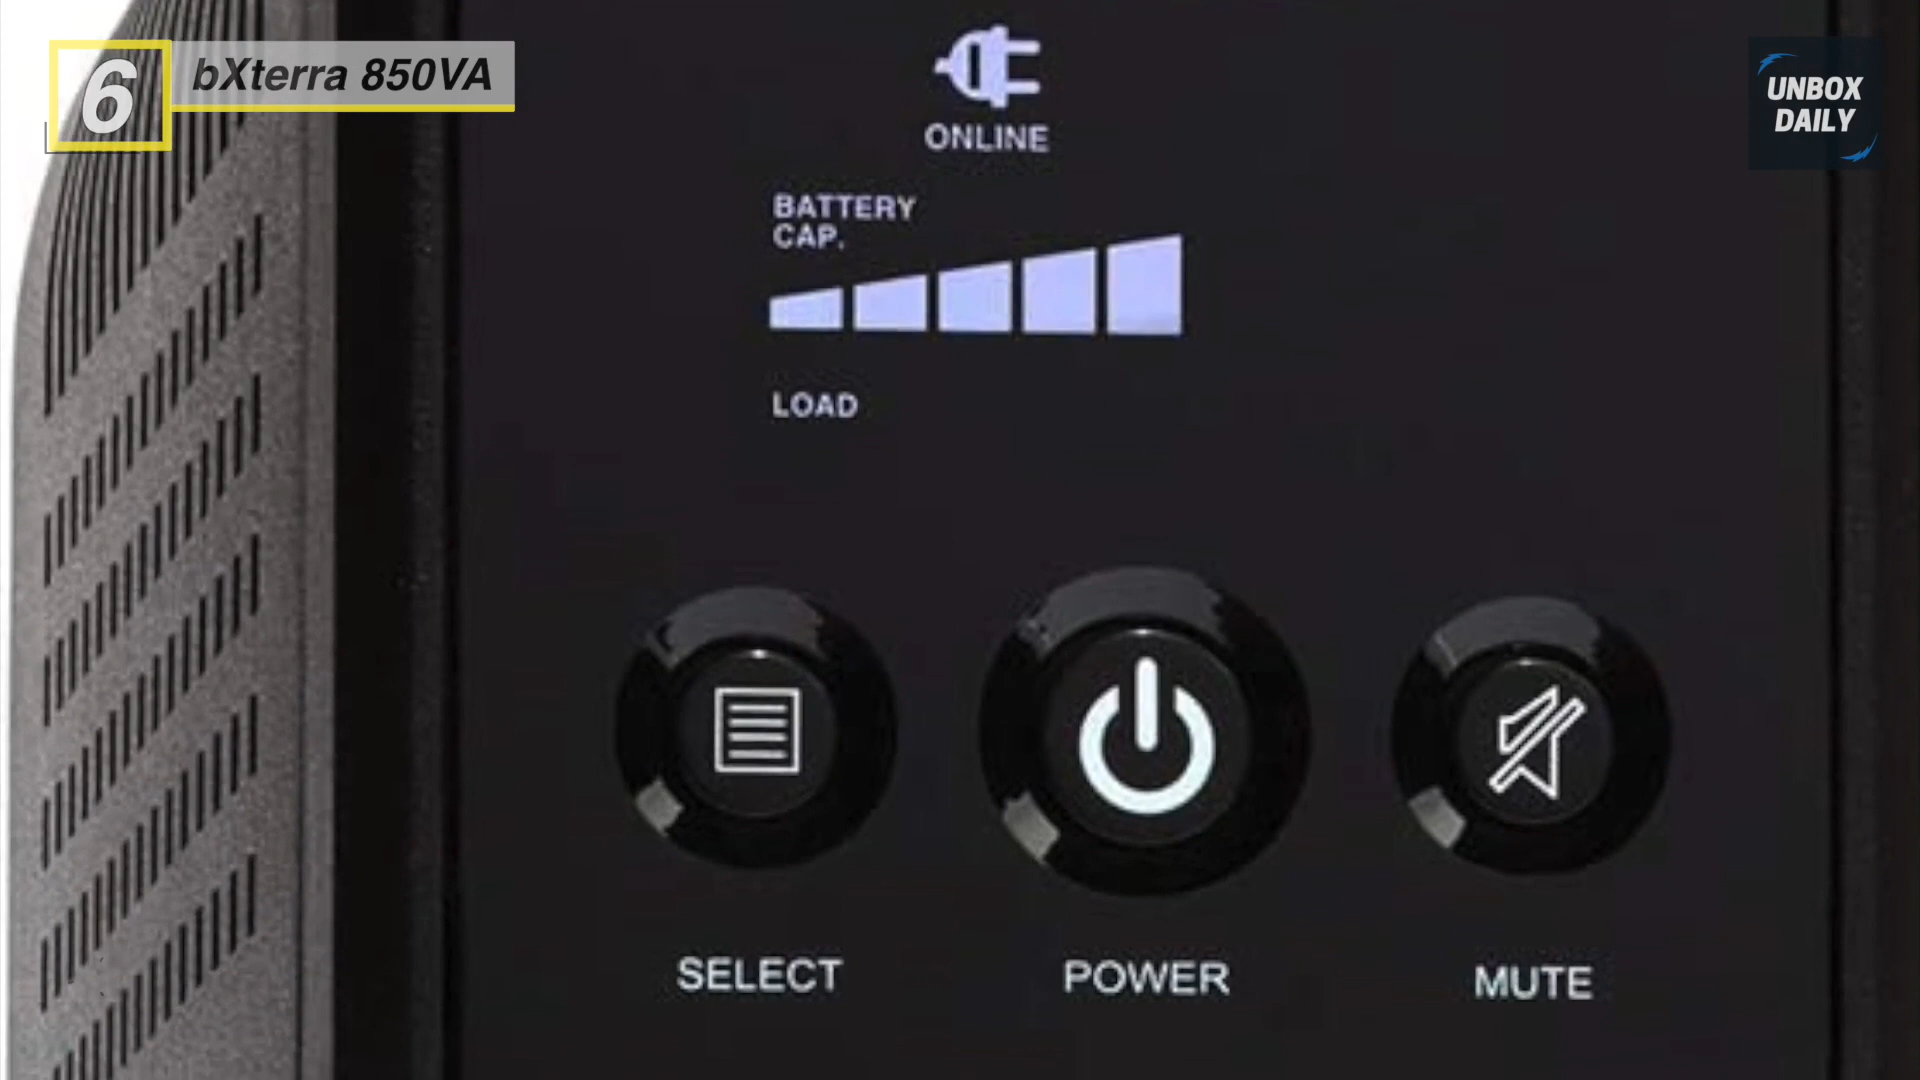 6
bXterra 850VA
UNBOX
DAILY
ONLINE
BATTERY
CAP.
LOAD
SELECT
POWER
MUTE